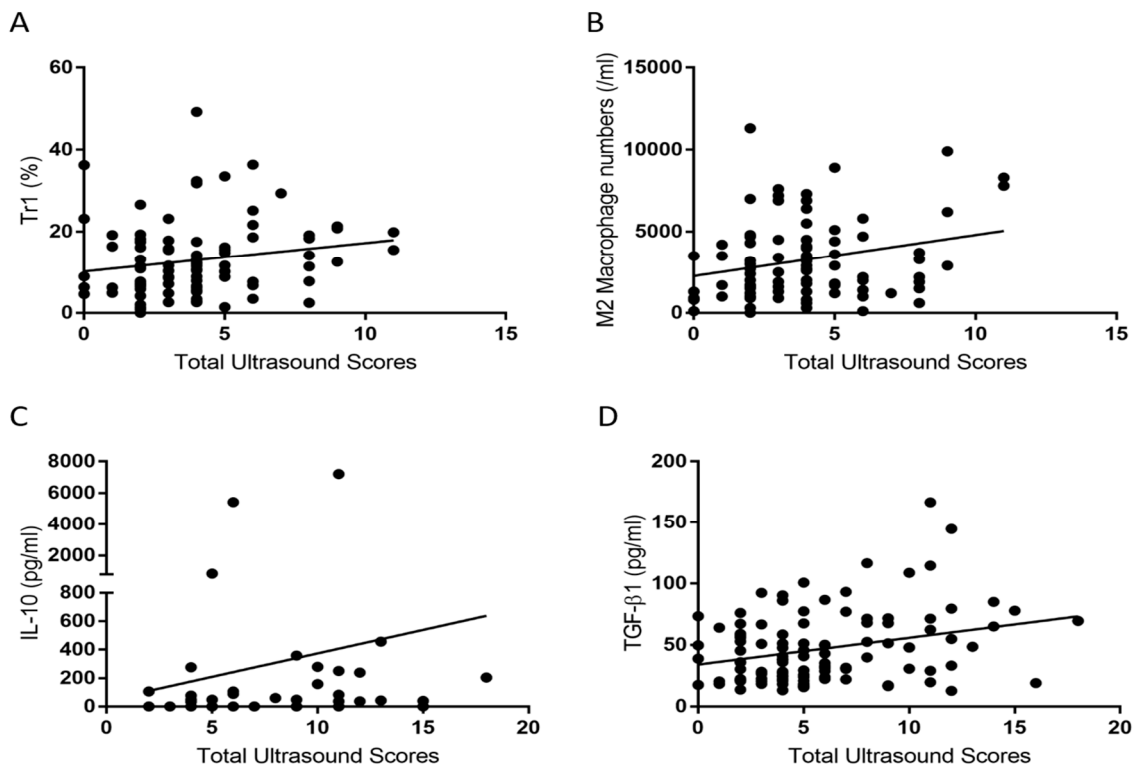 A
60
40
20
0
Tr1 (%)
0 5 10 15
Total Ultrasound Scores
B
15000
10000
5000
0
M2 Macrophage numbers (/ml)
0 5 10 15
Total Ultrasound Scores
C
8000
6000
4000
2000
800
600
400
200
0
IL-10 (pg/ml)
0 5 10 15 20
Total Ultrasound Scores
D
200
150
100
50
0
TGF-β1 (pg/ml)
0 5 10 15 20
Total Ultrasound Scores